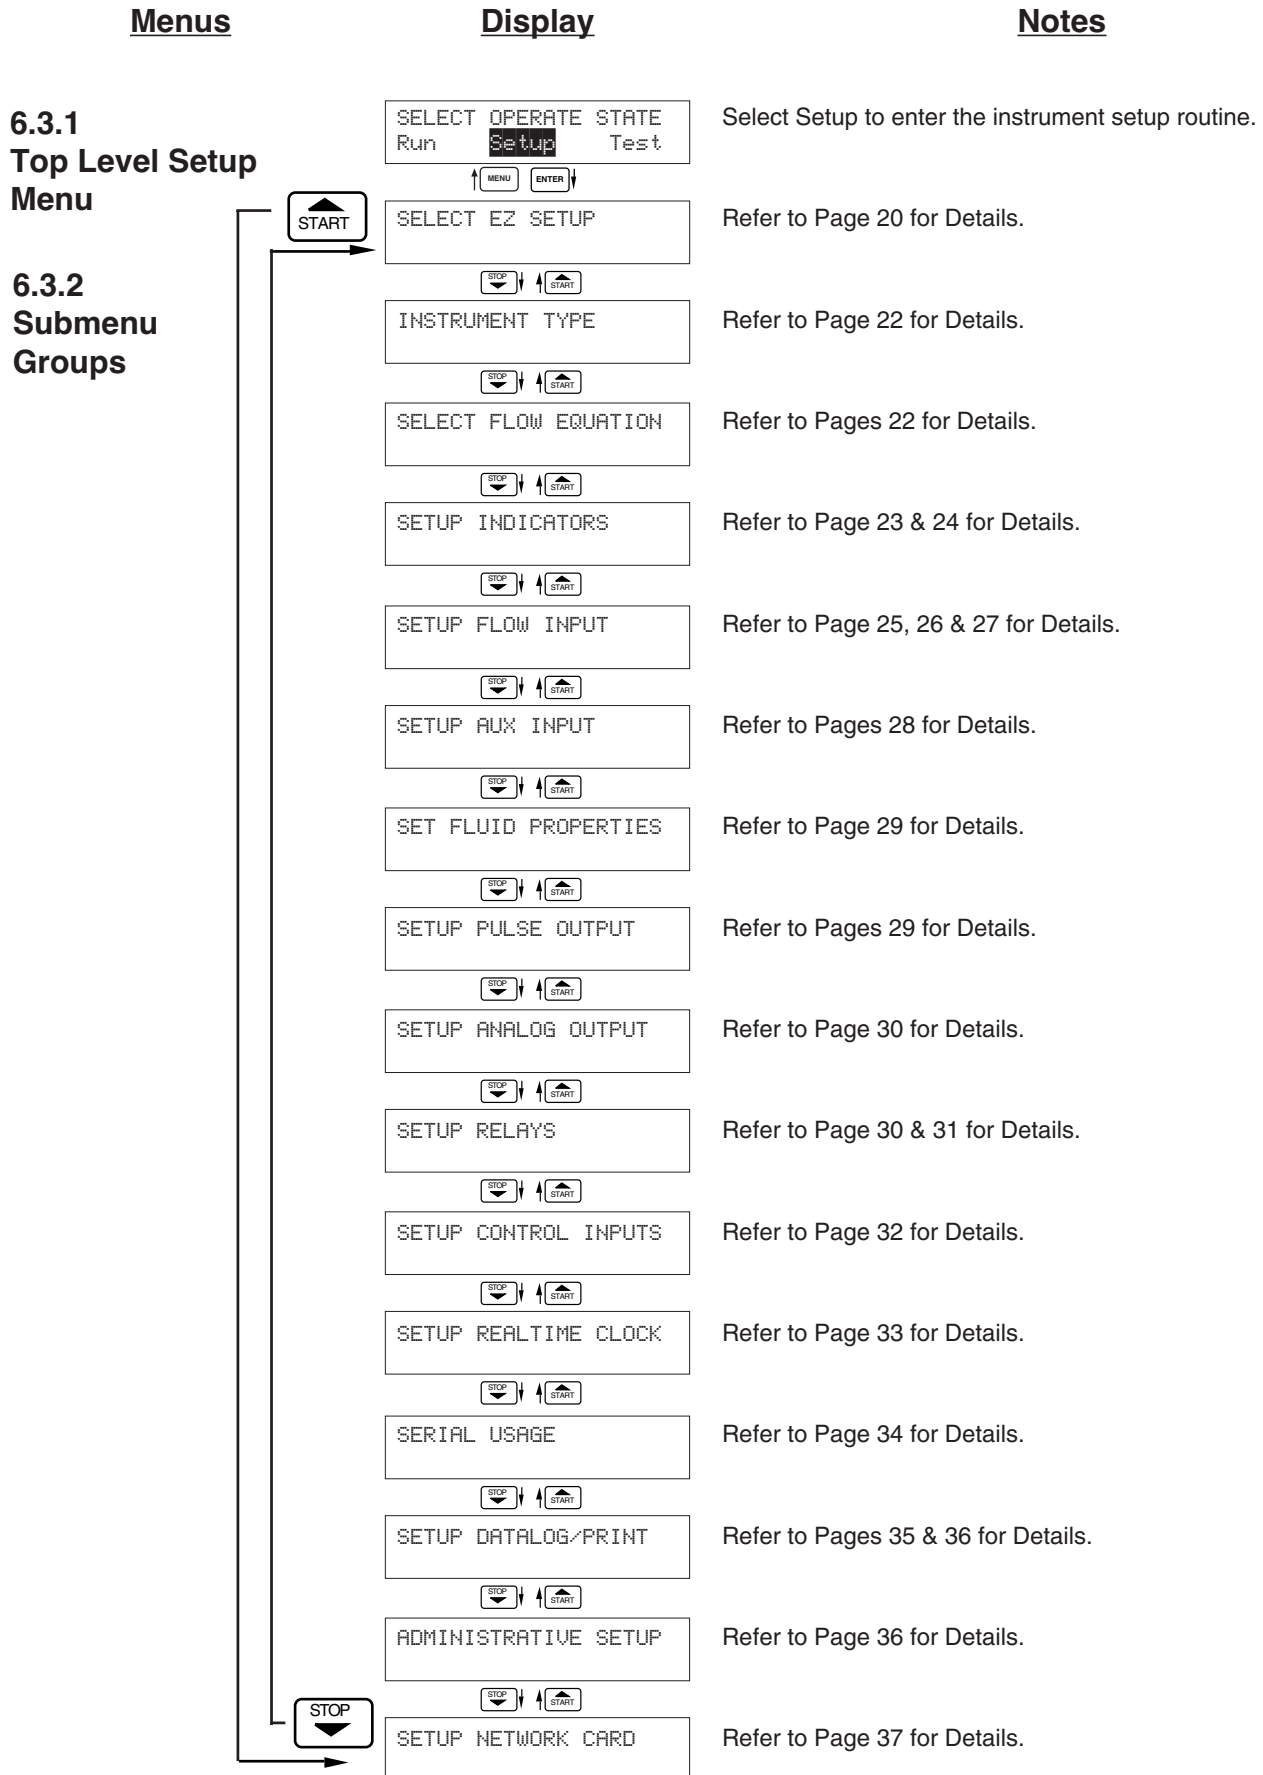 Menus
Display
Notes
6.3.1
Top Level Setup
Menu
SELECT OPERATE STATE
Run Setup Test
Select Setup to enter the instrument setup routine.
MENU ENTER
START
SELECT EZ SETUP
Refer to Page 20 for Details.
6.3.2
Submenu
Groups
STOP START
INSTRUMENT TYPE
Refer to Page 22 for Details.
STOP START
SELECT FLOW EQUATION
Refer to Pages 22 for Details.
STOP START
SETUP INDICATORS
Refer to Page 23 & 24 for Details.
STOP START
SETUP FLOW INPUT
Refer to Page 25, 26 & 27 for Details.
STOP START
SETUP AUX INPUT
Refer to Pages 28 for Details.
STOP START
SET FLUID PROPERTIES
Refer to Page 29 for Details.
STOP START
SETUP PULSE OUTPUT
Refer to Pages 29 for Details.
STOP START
SETUP ANALOG OUTPUT
Refer to Page 30 for Details.
STOP START
SETUP RELAYS
Refer to Page 30 & 31 for Details.
STOP START
SETUP CONTROL INPUTS
Refer to Page 32 for Details.
STOP START
SETUP REALTIME CLOCK
Refer to Page 33 for Details.
STOP START
SERIAL USAGE
Refer to Page 34 for Details.
STOP START
SETUP DATALOG/PRINT
Refer to Pages 35 & 36 for Details.
STOP START
ADMINISTRATIVE SETUP
Refer to Page 36 for Details.
STOP START
STOP
SETUP NETWORK CARD
Refer to Page 37 for Details.